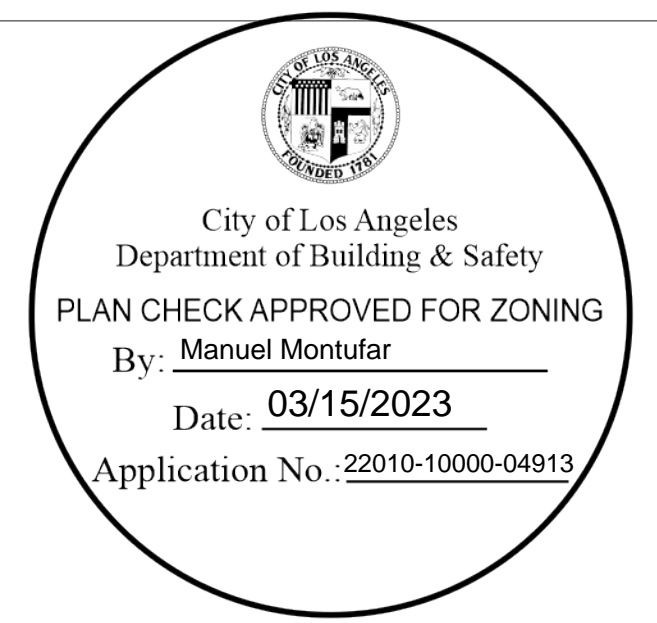 CITY OF LOS ANGELES
FOUNDED 1781
City of Los Angeles
Department of Building & Safety
PLAN CHECK APPROVED FOR ZONING
By: Manuel Montufar
Date: 03/15/2023
Application No.: 22010-10000-04913